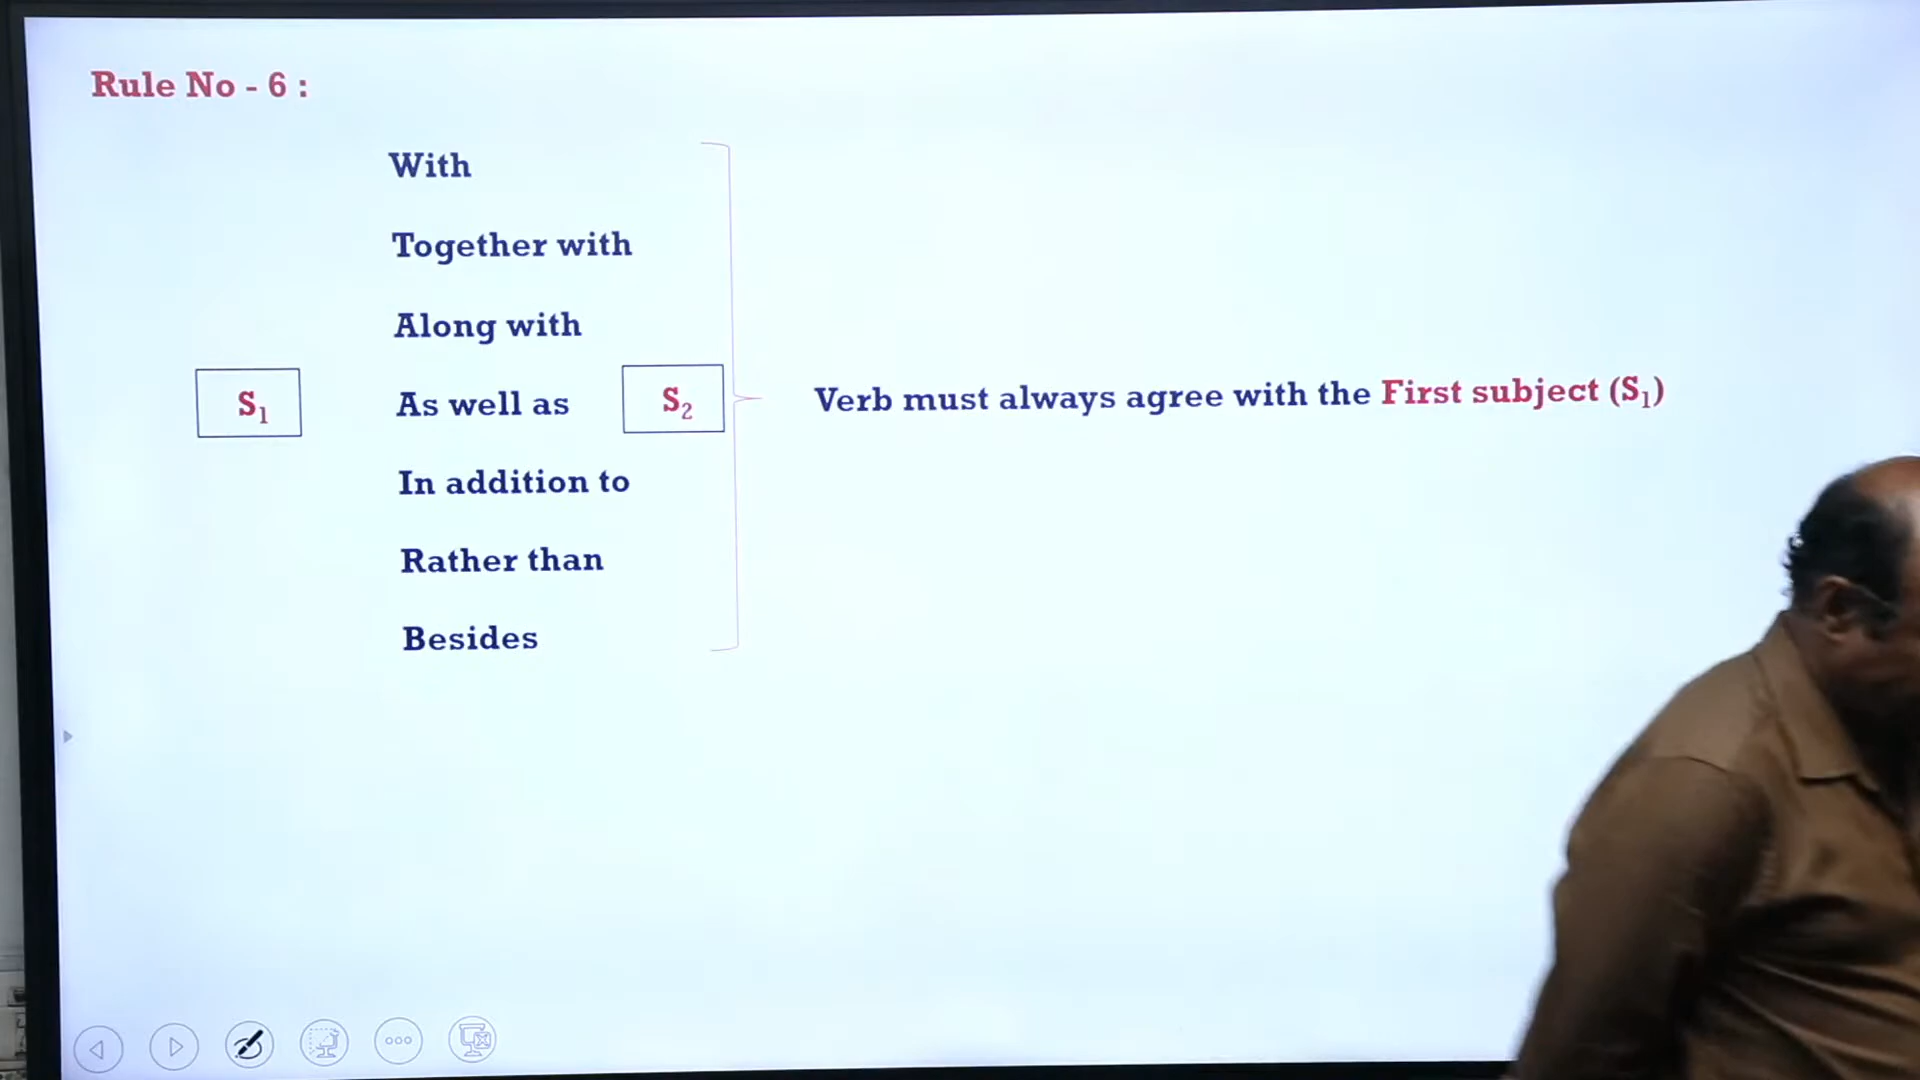 Rule No - 6 :
With
Together with
Along with
S₁ As well as S₂ Verb must always agree with the First subject (S₁)
In addition to
Rather than
Besides